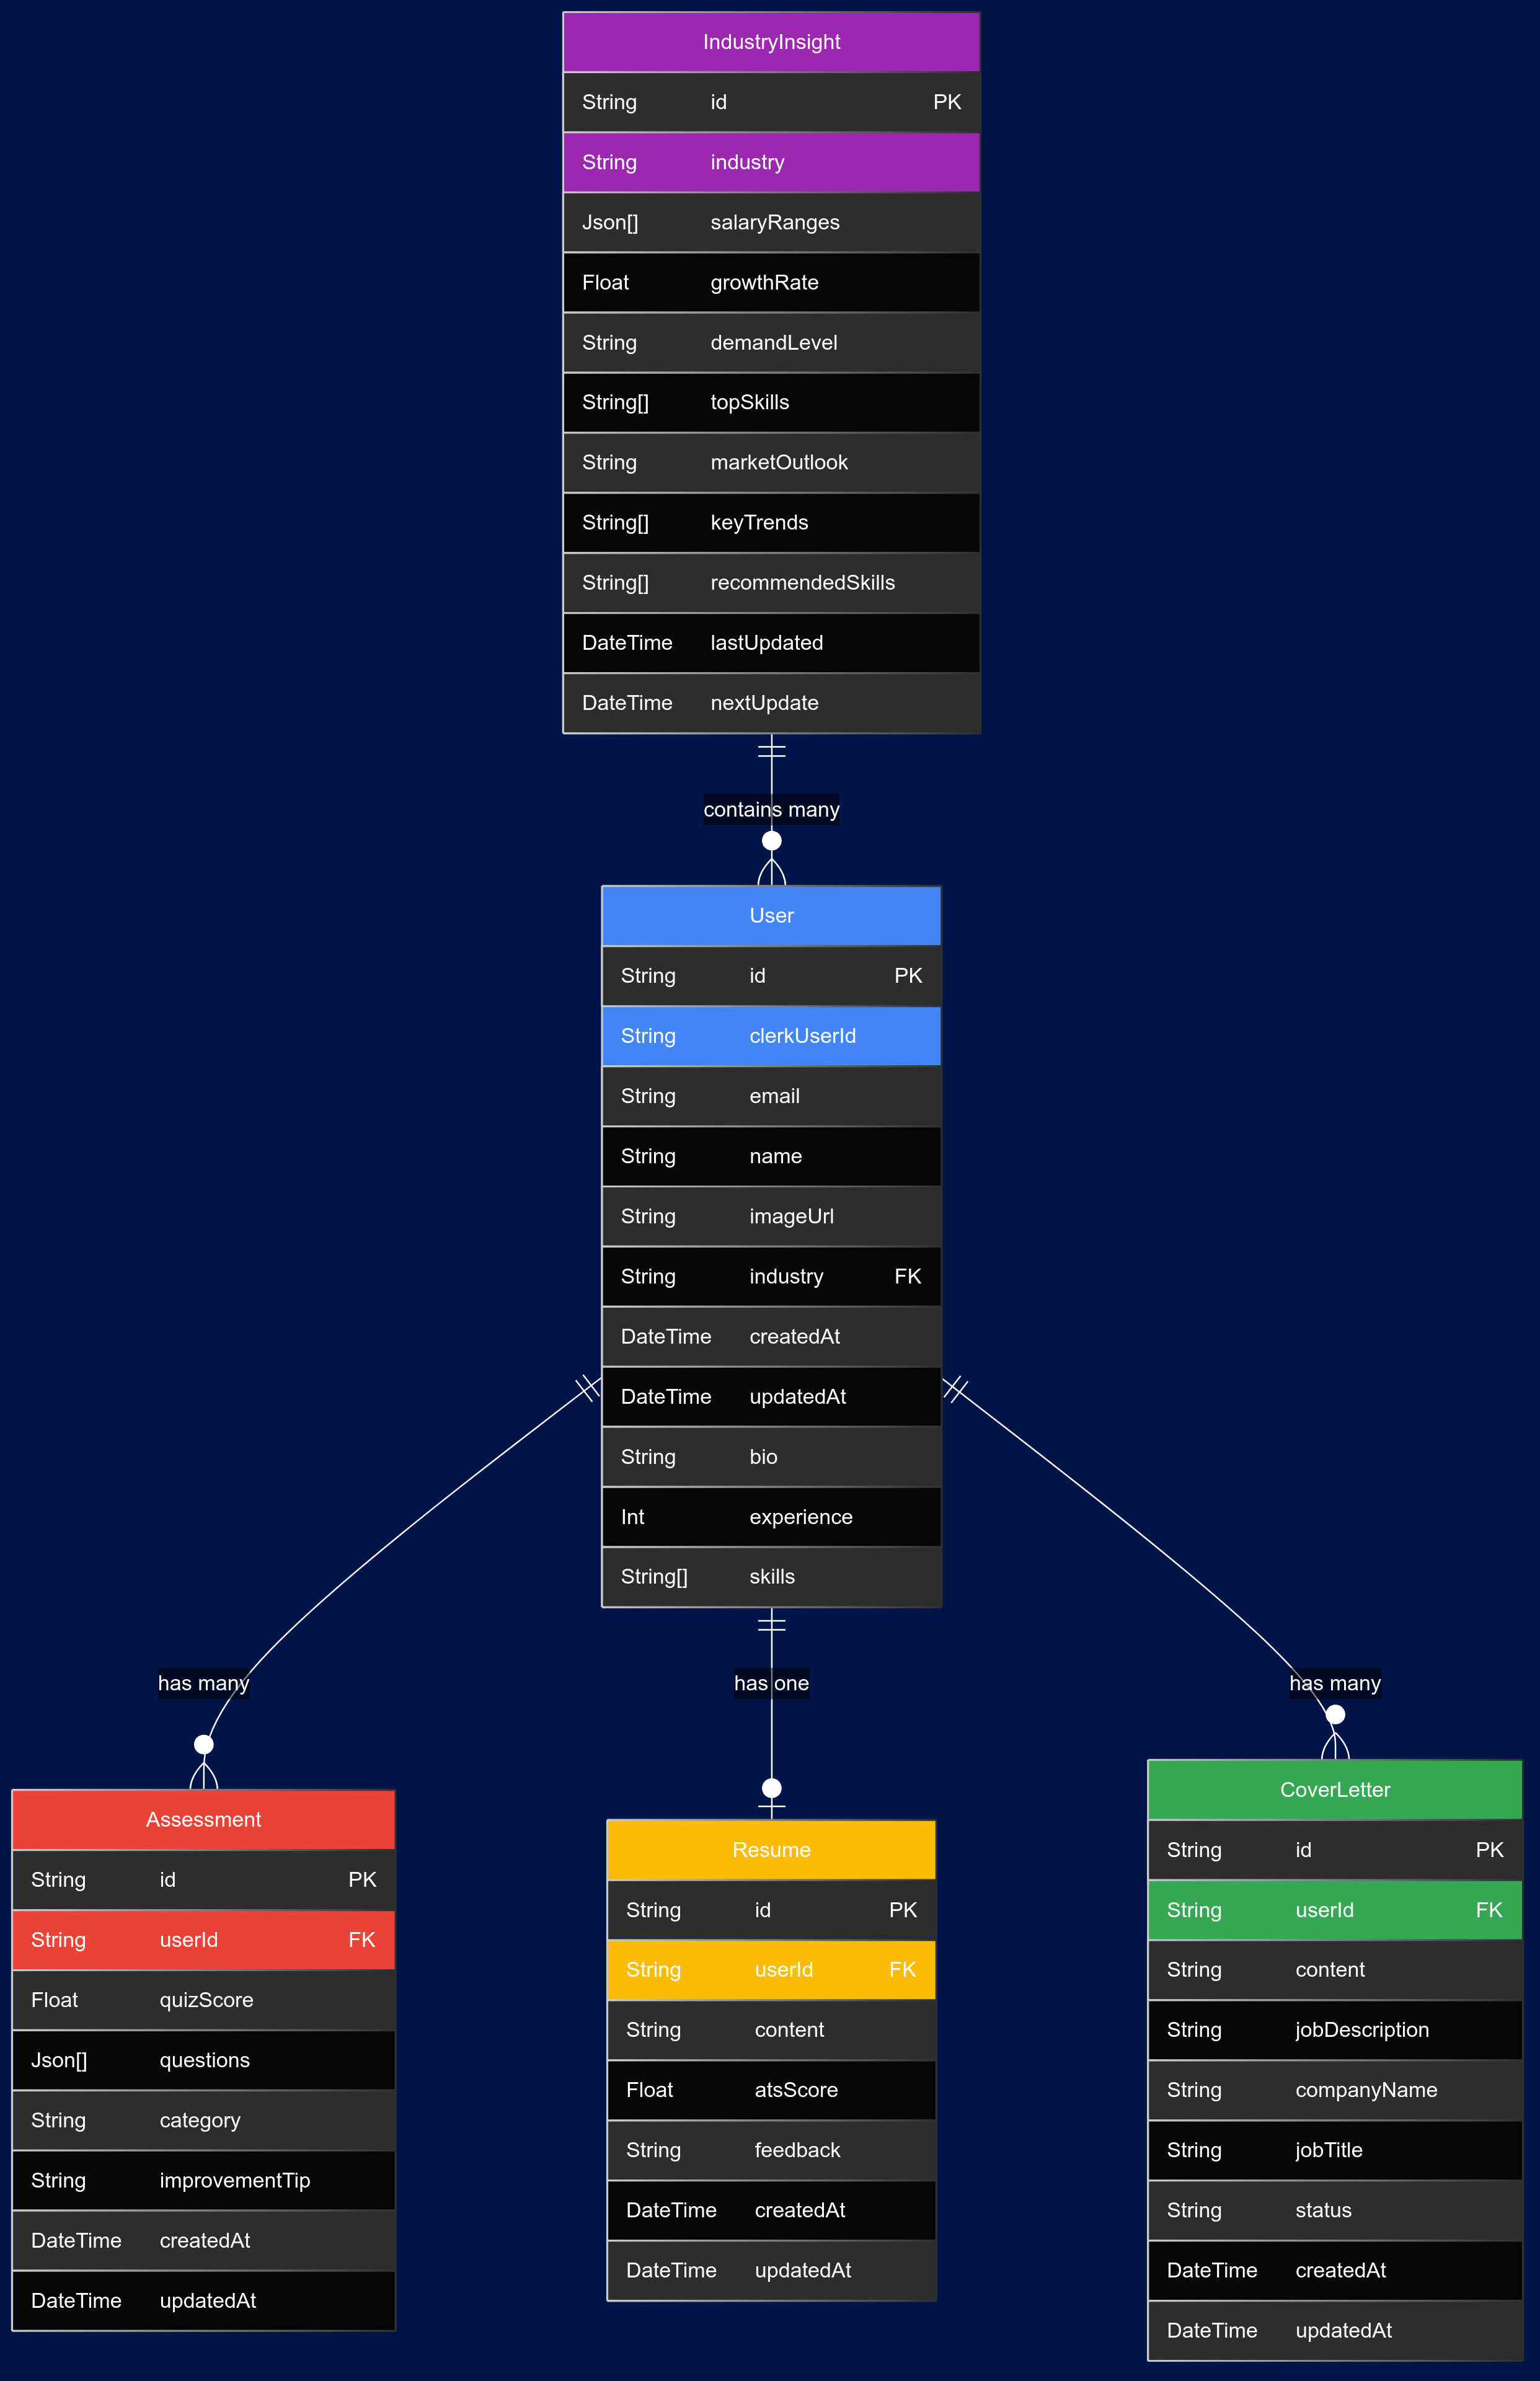 IndustryInsight
String id PK
String industry
Json[] salaryRanges
Float growthRate
String demandLevel
String[] topSkills
String marketOutlook
String[] keyTrends
String[] recommendedSkills
DateTime lastUpdated
DateTime nextUpdate
contains many
User
String id PK
String clerkUserId
String email
String name
String imageUrl
String industry FK
DateTime createdAt
DateTime updatedAt
String bio
Int experience
String[] skills
has many
has one
has many
Assessment
String id PK
String userId FK
Float quizScore
Json[] questions
String category
String improvementTip
DateTime createdAt
DateTime updatedAt
Resume
String id PK
String userId FK
String content
Float atsScore
String feedback
DateTime createdAt
DateTime updatedAt
CoverLetter
String id PK
String userId FK
String content
String jobDescription
String companyName
String jobTitle
String status
DateTime createdAt
DateTime updatedAt